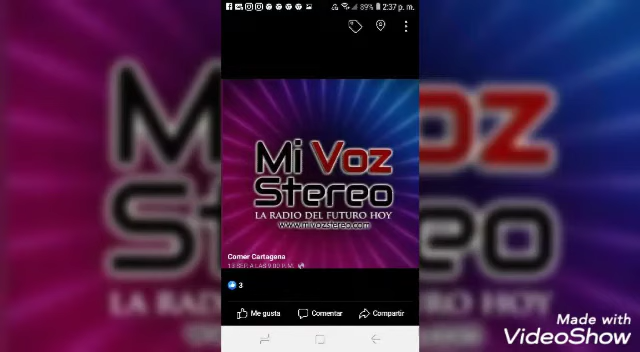 89% 2:37 p. m.
Mi Voz
Stereo
LA RADIO DEL FUTURO HOY
www.mivozstereo.com
Comer Cartagena
3
Me gusta
Comentar
Compartir
Made with
VideoShow